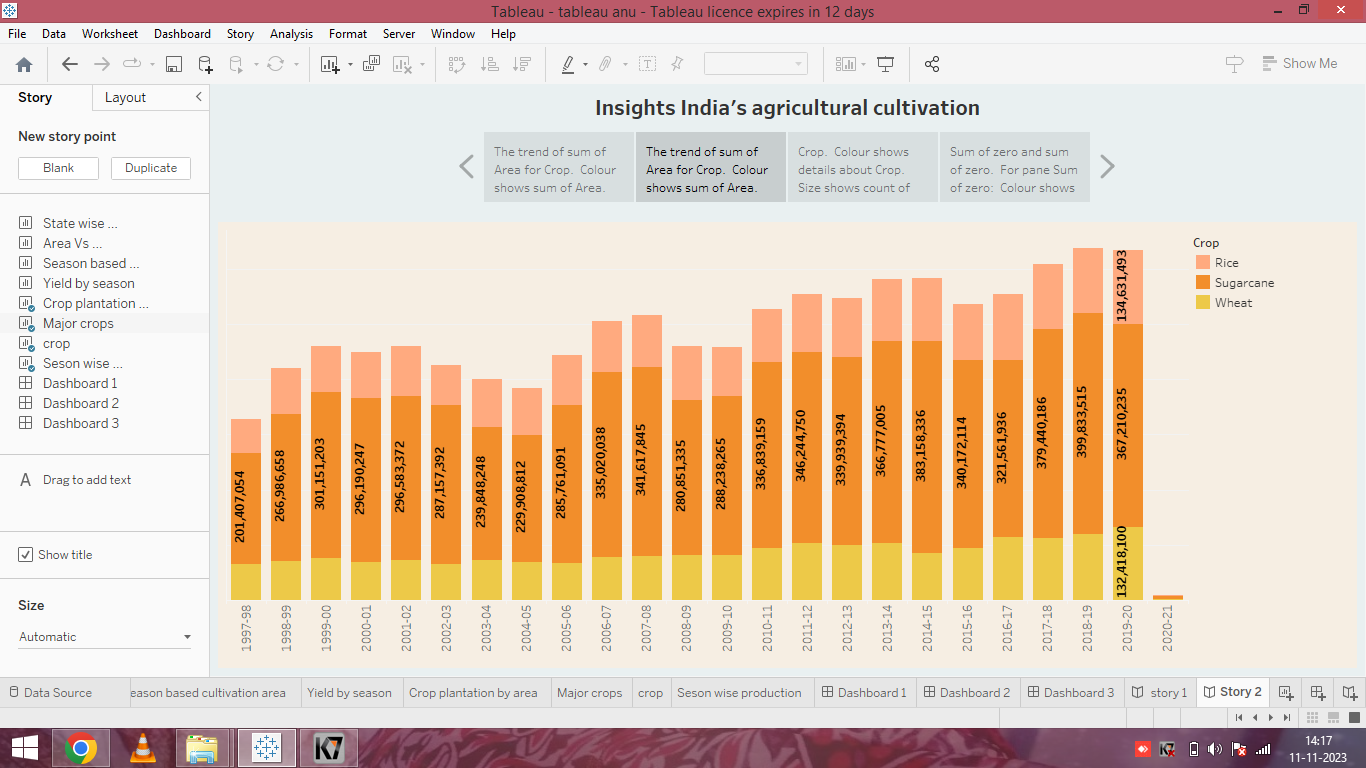 Tableau - tableau anu - Tableau licence expires in 12 days
File Data Worksheet Dashboard Story Analysis Format Server Window Help
Show Me
Story Layout
New story point
Blank Duplicate
State wise ...
Area Vs ...
Season based ...
Yield by season
Crop plantation ...
Major crops
crop
Seson wise ...
Dashboard 1
Dashboard 2
Dashboard 3
A Drag to add text
Show title
Size
Automatic
Insights India's agricultural cultivation
The trend of sum of
Area for Crop. Colour
shows sum of Area.
The trend of sum of
Area for Crop. Colour
shows sum of Area.
Crop. Colour shows
details about Crop.
Size shows count of
Sum of zero and sum
of zero. For pane Sum
of zero: Colour shows
Crop
Rice
Sugarcane
Wheat
201,407,054
266,986,658
301,151,203
296,190,247
296,583,372
287,157,392
239,848,248
229,908,812
285,761,091
335,020,038
341,617,845
280,851,335
288,238,265
336,839,159
346,244,750
339,939,394
366,777,005
383,158,336
340,172,114
321,561,936
379,440,186
399,833,515
134,631,493
367,210,235
132,418,100
1997-98
1998-99
1999-00
2000-01
2001-02
2002-03
2003-04
2004-05
2005-06
2006-07
2007-08
2008-09
2009-10
2010-11
2011-12
2012-13
2013-14
2014-15
2015-16
2016-17
2017-18
2018-19
2019-20
2020-21
Data Source eason based cultivation area Yield by season Crop plantation by area Major crops crop Seson wise production Dashboard 1 Dashboard 2 Dashboard 3 story 1 Story 2
K7
14:17
11-11-2023